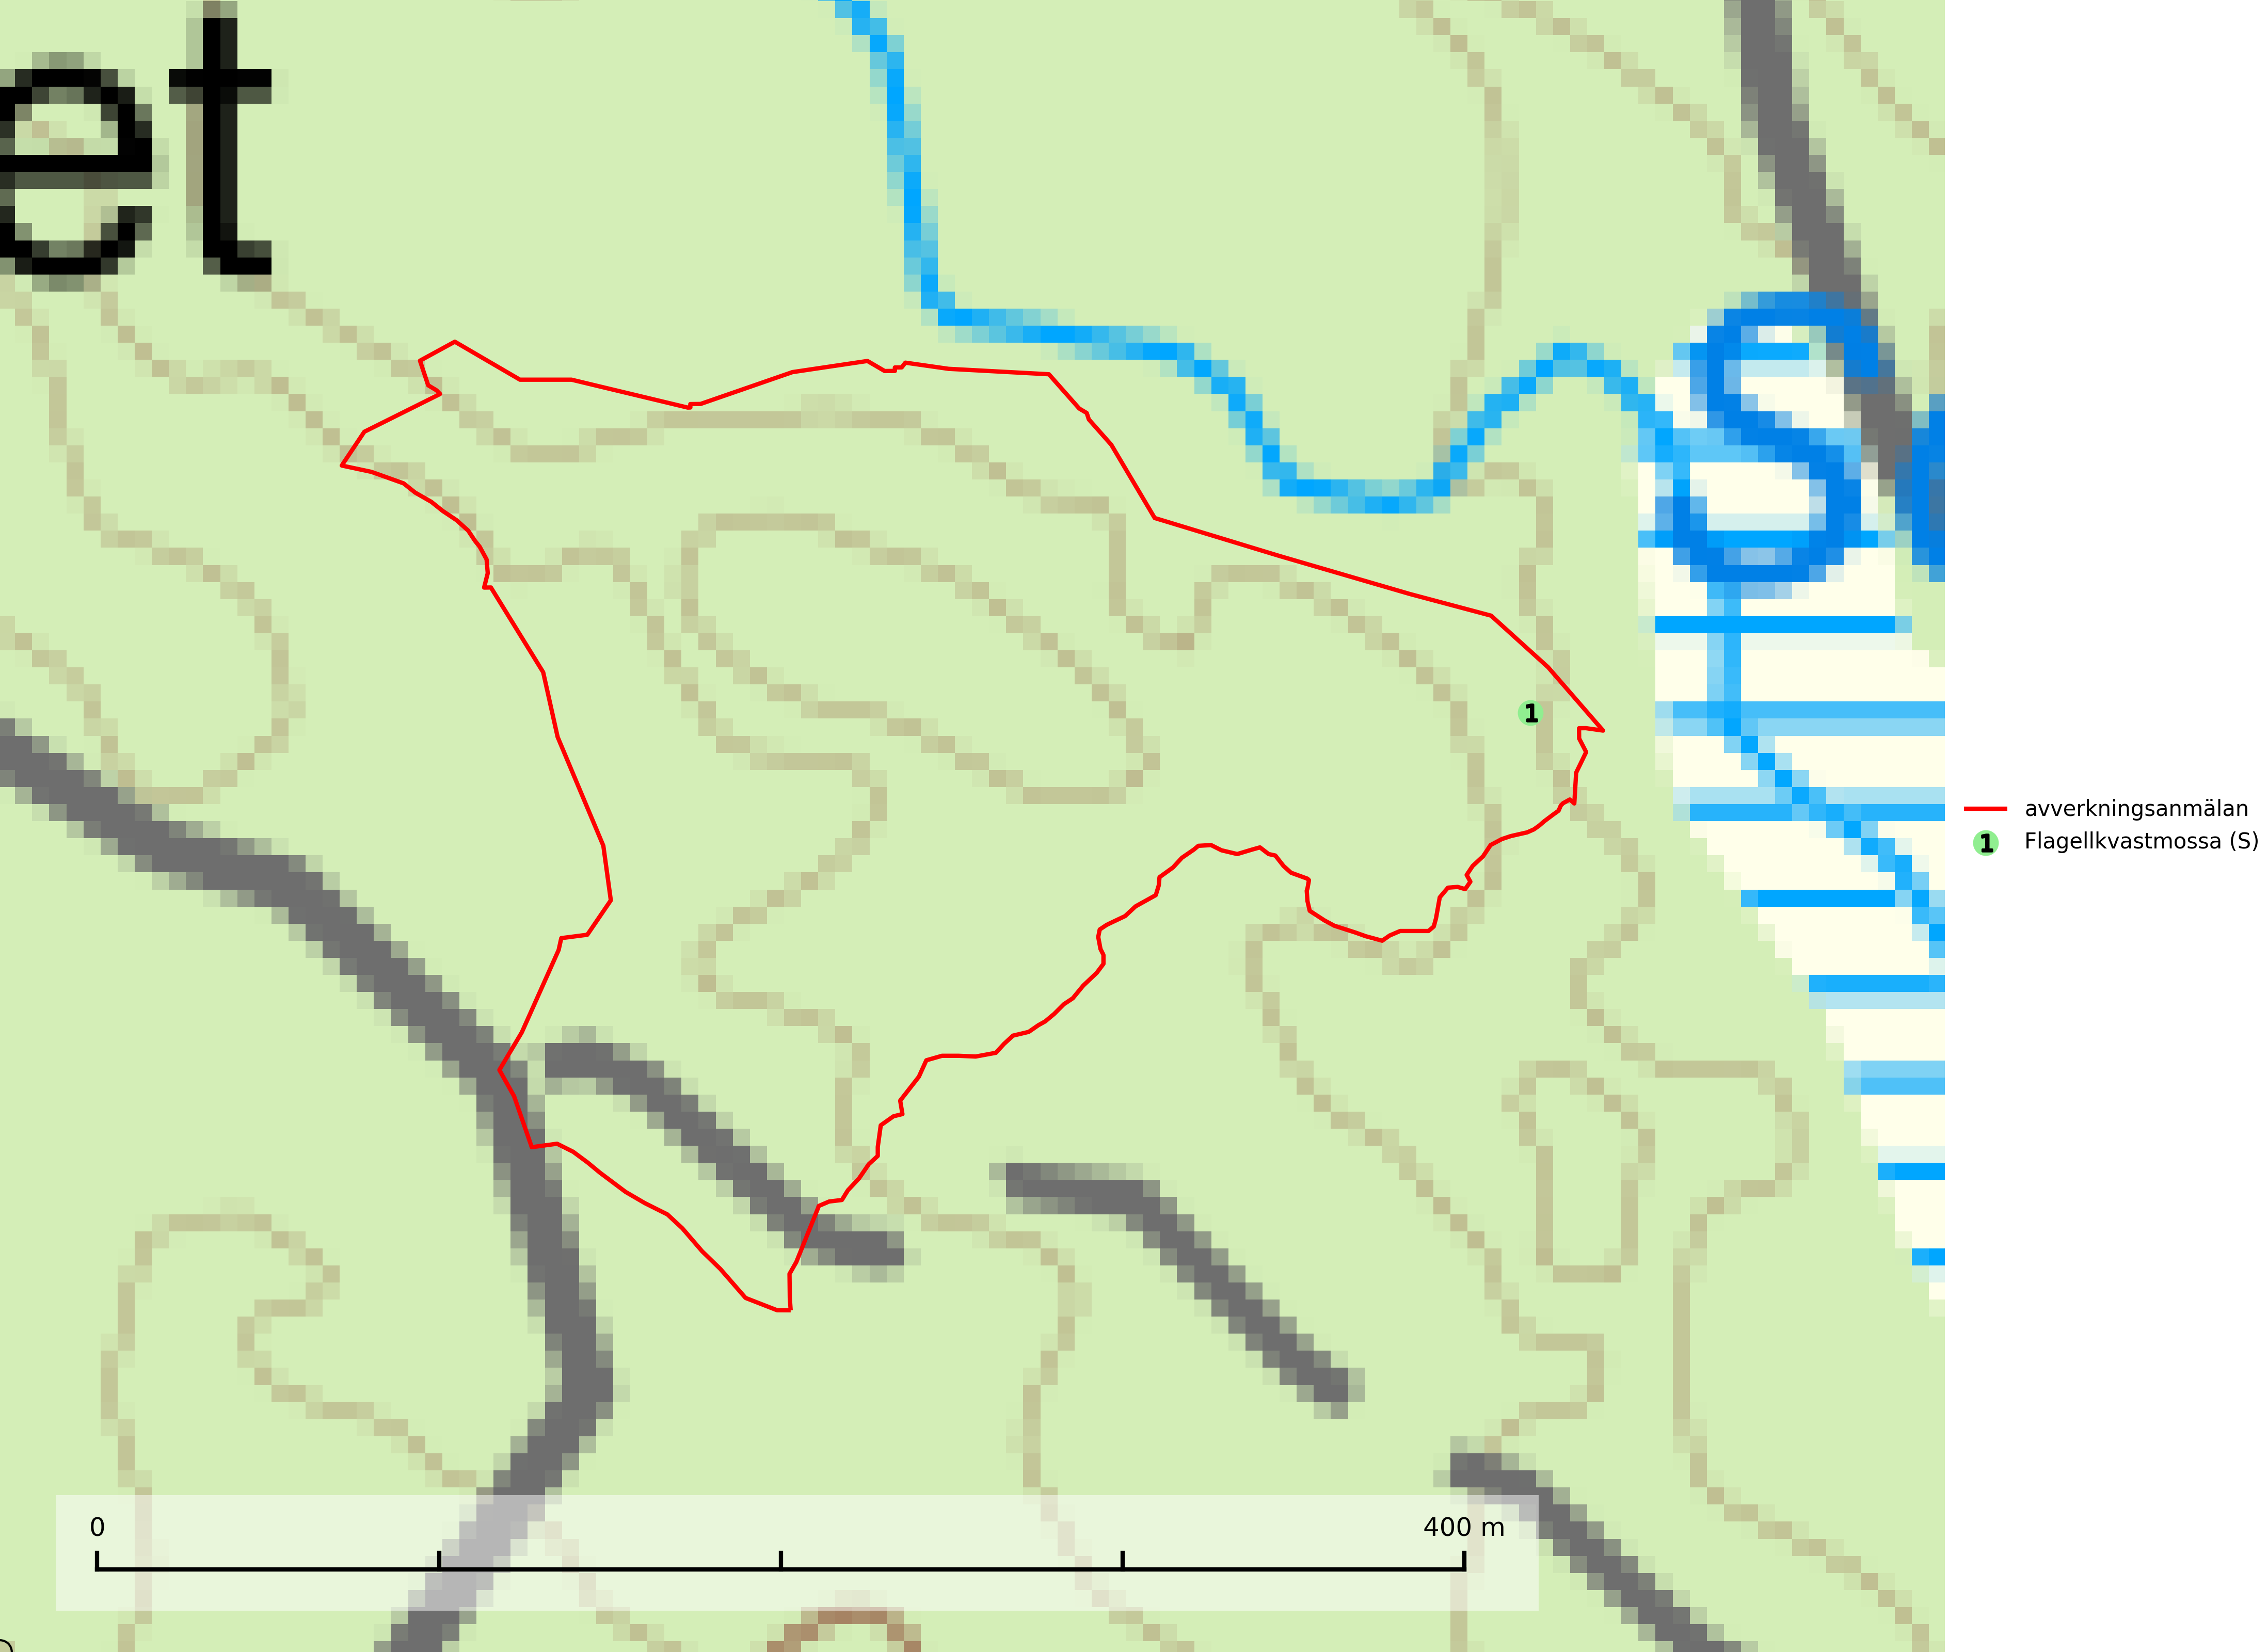 et
S
avverkningsanmälan
1 Flagellkvastmossa (S)
1
0 400 m